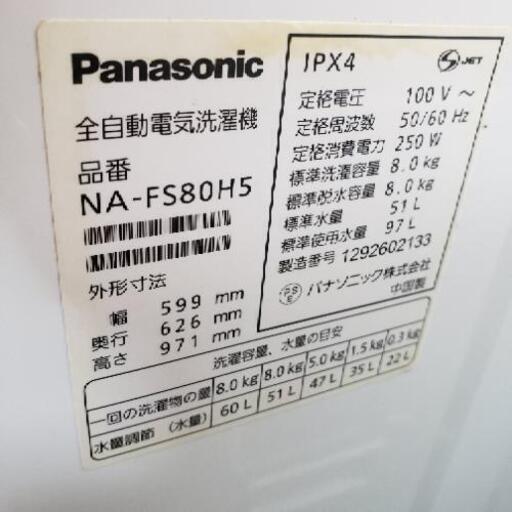 Panasonic
全自動電気洗濯機
品番
NA-FS80H5
外形寸法
幅 599 mm
奥行 626 mm
高さ 971 mm
IPX4
S JET
定格電圧 100 V ～
定格周波数 50/60 Hz
定格消費電力 250 W
標準洗濯容量 8.0 kg
標準脱水容量 8.0 kg
標準水量 51 L
標準使用水量 97 L
製造番号 1292602133
PSE パナソニック株式会社
中国製
洗濯容量、水量の目安
一回の洗濯物の量 8.0 kg 8.0 kg 5.0 kg 1.5 kg 0.3 kg
水量調節 (水量) 60 L 51 L 47 L 35 L 22 L